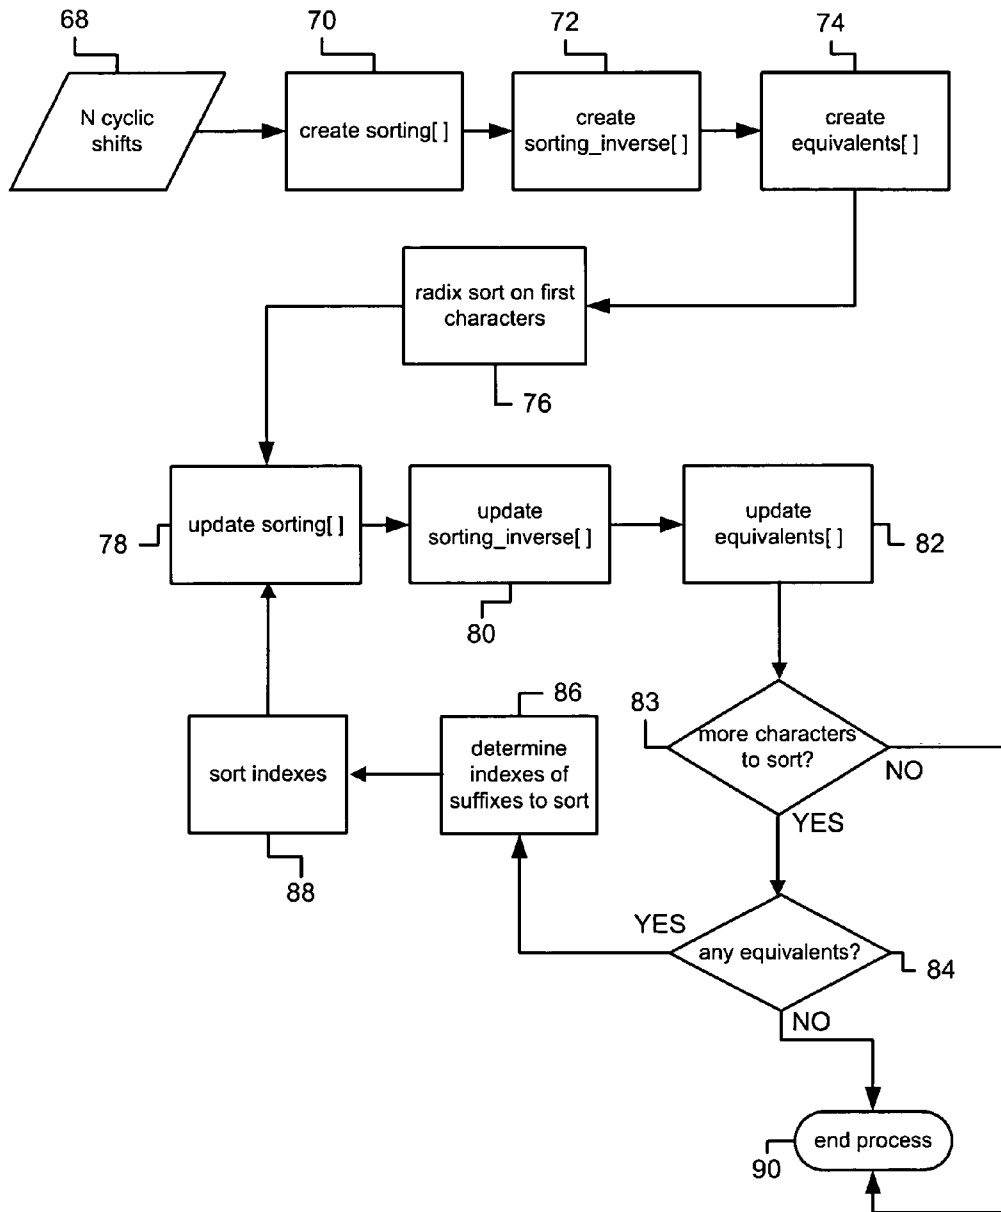 68
70
72
74
N cyclic
shifts
create sorting[ ]
create
sorting_inverse[ ]
create
equivalents[ ]
radix sort on first
characters
76
update sorting[ ]
update
sorting_inverse[ ]
update
equivalents[ ]
78
80
82
86
83
sort indexes
determine
indexes of
suffixes to sort
more characters
to sort?
NO
YES
88
YES
any equivalents?
84
NO
end process
90